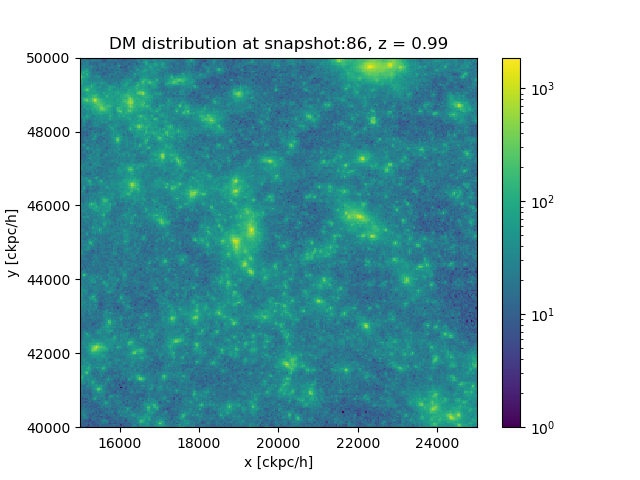 DM distribution at snapshot:86, z = 0.99
50000
48000
46000
44000
42000
40000
y [ckpc/h]
16000 18000 20000 22000 24000
x [ckpc/h]
10³
10²
10¹
10⁰